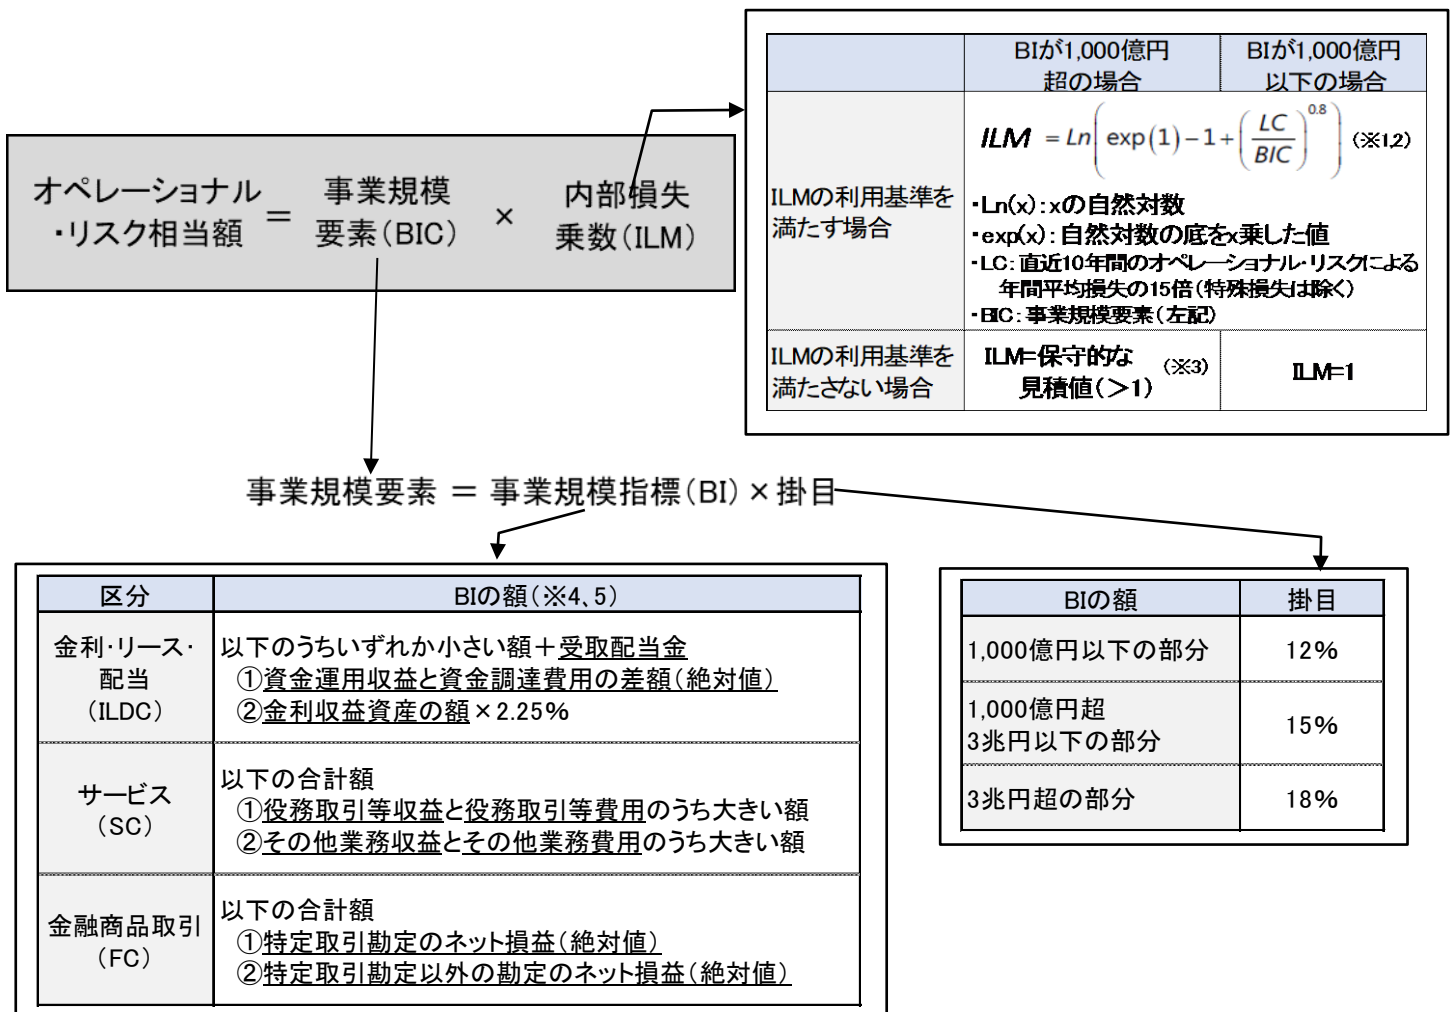 オペレーショナル
・リスク相当額
＝
事業規模
要素（BIC）
×
内部損失
乗数（ILM）
BIが1,000億円
超の場合
BIが1,000億円
以下の場合
ILMの利用基準を
満たす場合
ILM = Ln( exp(1) − 1 + ( LC / BIC )^0.8 ) （※1,2）
・Ln(x)：xの自然対数
・exp(x)：自然対数の底をx乗した値
・LC：直近10年間のオペレーショナル・リスクによる
年間平均損失の15倍（特殊損失は除く）
・BIC：事業規模要素（左記）
ILMの利用基準を
満たさない場合
ILM=保守的な
見積値（＞1）
（※3）
ILM=1
事業規模要素 ＝ 事業規模指標（BI）×掛目
区分
BIの額（※4、5）
金利・リース・
配当
（ILDC）
以下のうちいずれか小さい額＋受取配当金
①資金運用収益と資金調達費用の差額（絶対値）
②金利収益資産の額×2.25%
サービス
（SC）
以下の合計額
①役務取引等収益と役務取引等費用のうち大きい額
②その他業務収益とその他業務費用のうち大きい額
金融商品取引
（FC）
以下の合計額
①特定取引勘定のネット損益（絶対値）
②特定取引勘定以外の勘定のネット損益（絶対値）
BIの額
掛目
1,000億円以下の部分
12%
1,000億円超
3兆円以下の部分
15%
3兆円超の部分
18%